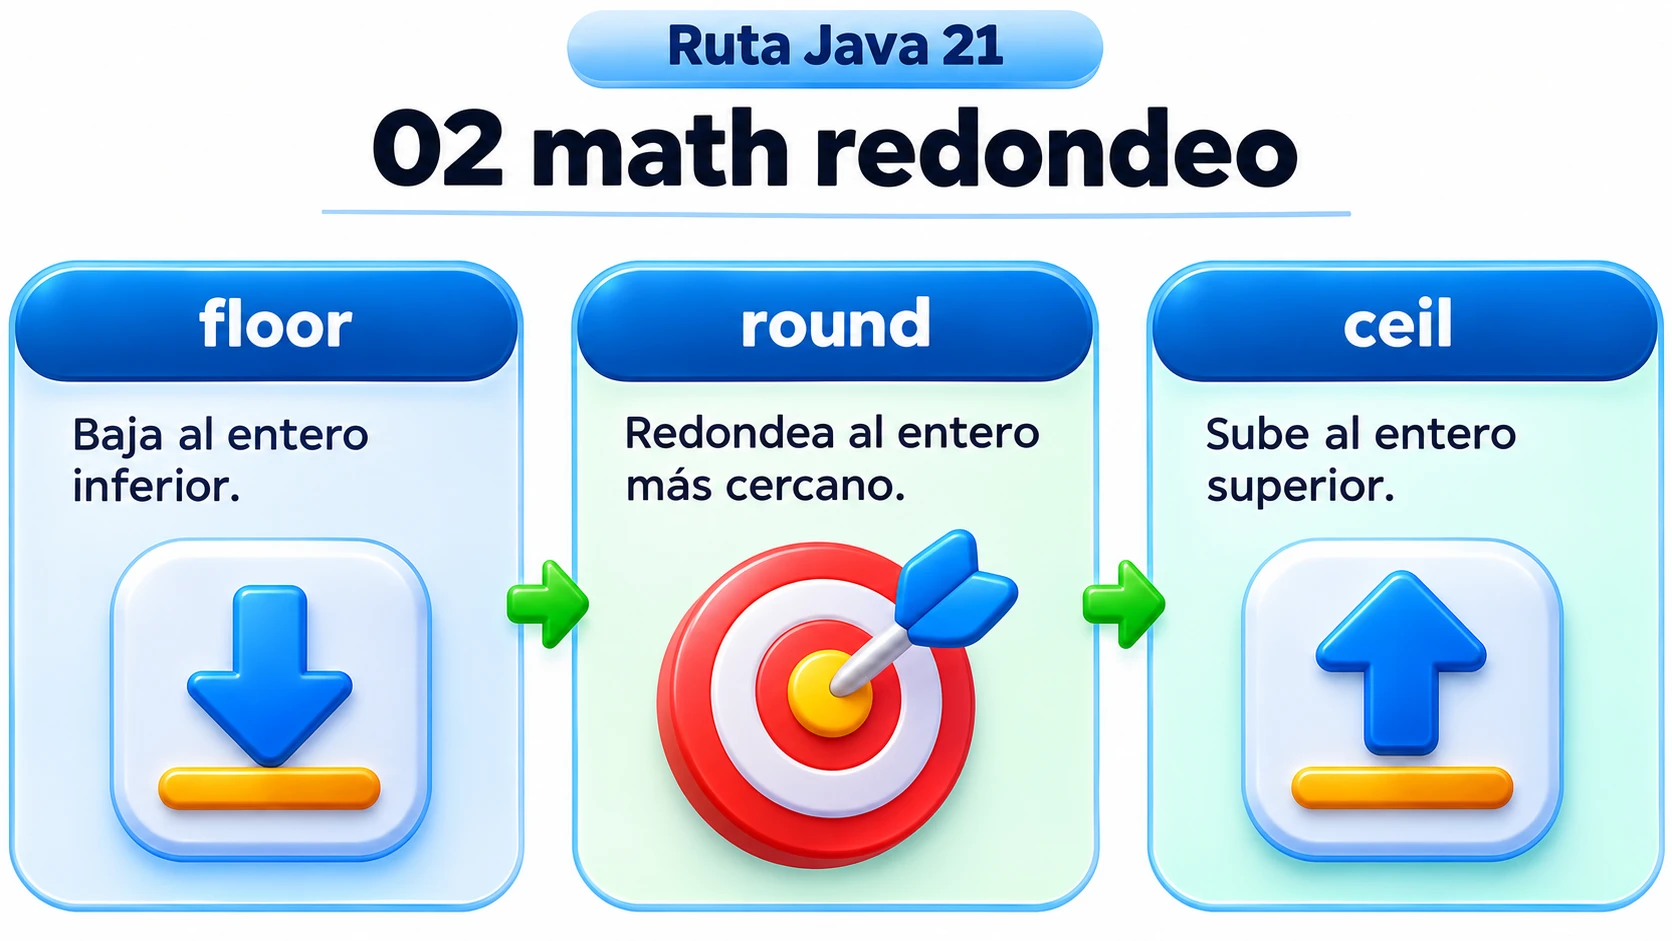 Ruta Java 21
02 math redondeo
floor
Baja al entero
inferior.
round
Redondea al entero
más cercano.
ceil
Sube al entero
superior.